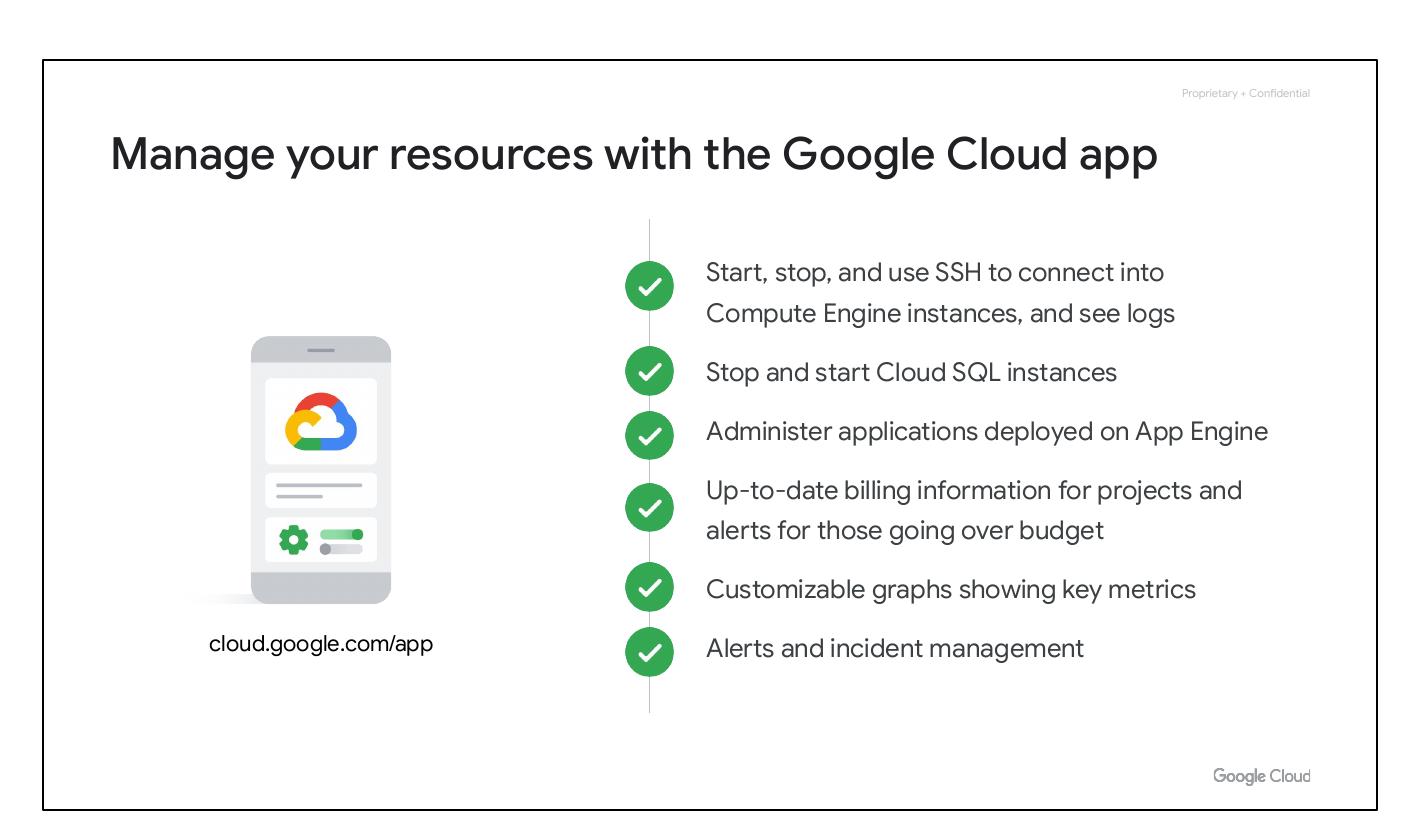 Proprietary + Confidential
Manage your resources with the Google Cloud app
Start, stop, and use SSH to connect into
Compute Engine instances, and see logs
Stop and start Cloud SQL instances
Administer applications deployed on App Engine
Up-to-date billing information for projects and
alerts for those going over budget
Customizable graphs showing key metrics
Alerts and incident management
cloud.google.com/app
Google Cloud